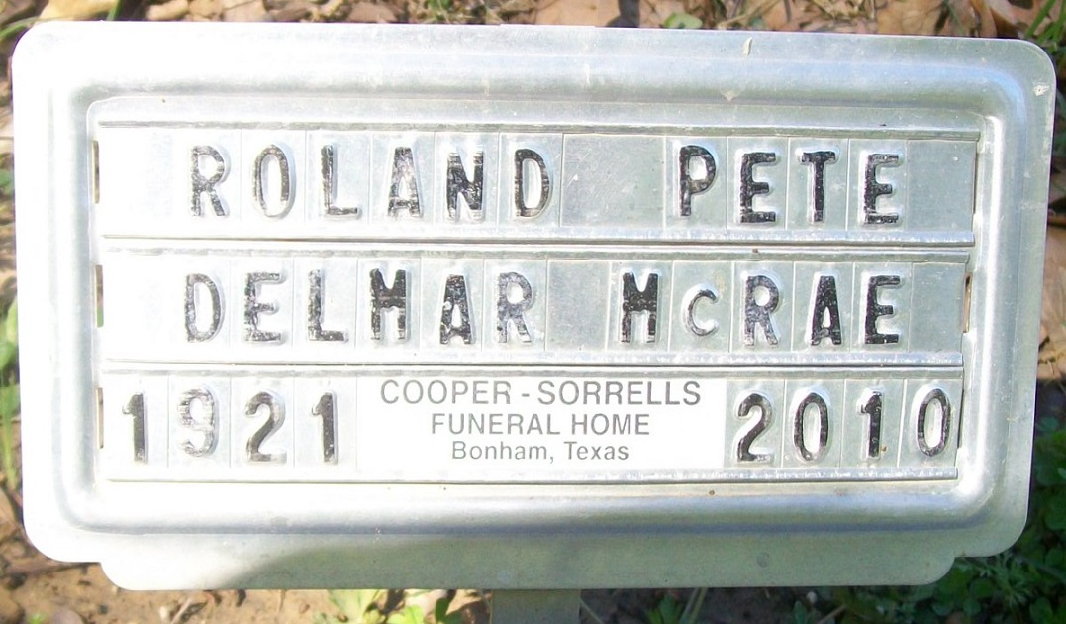 ROLAND PETE
DELMAR McRAE
1921 2010
COOPER - SORRELLS
FUNERAL HOME
Bonham, Texas